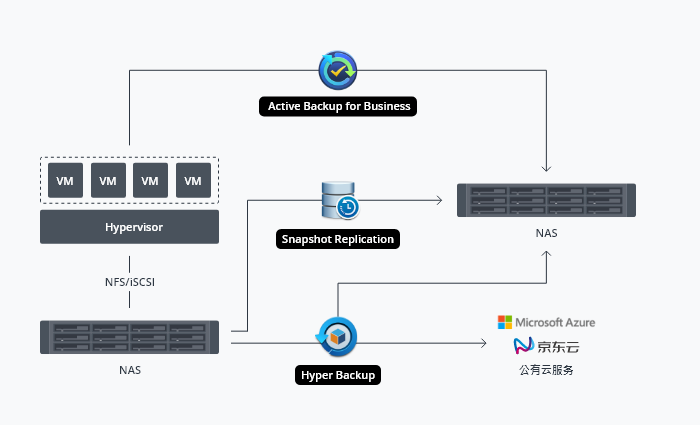 Active Backup for Business
VM VM VM VM
Hypervisor
Snapshot Replication
NAS
NFS/iSCSI
NAS
Hyper Backup
Microsoft Azure
京东云
公有云服务